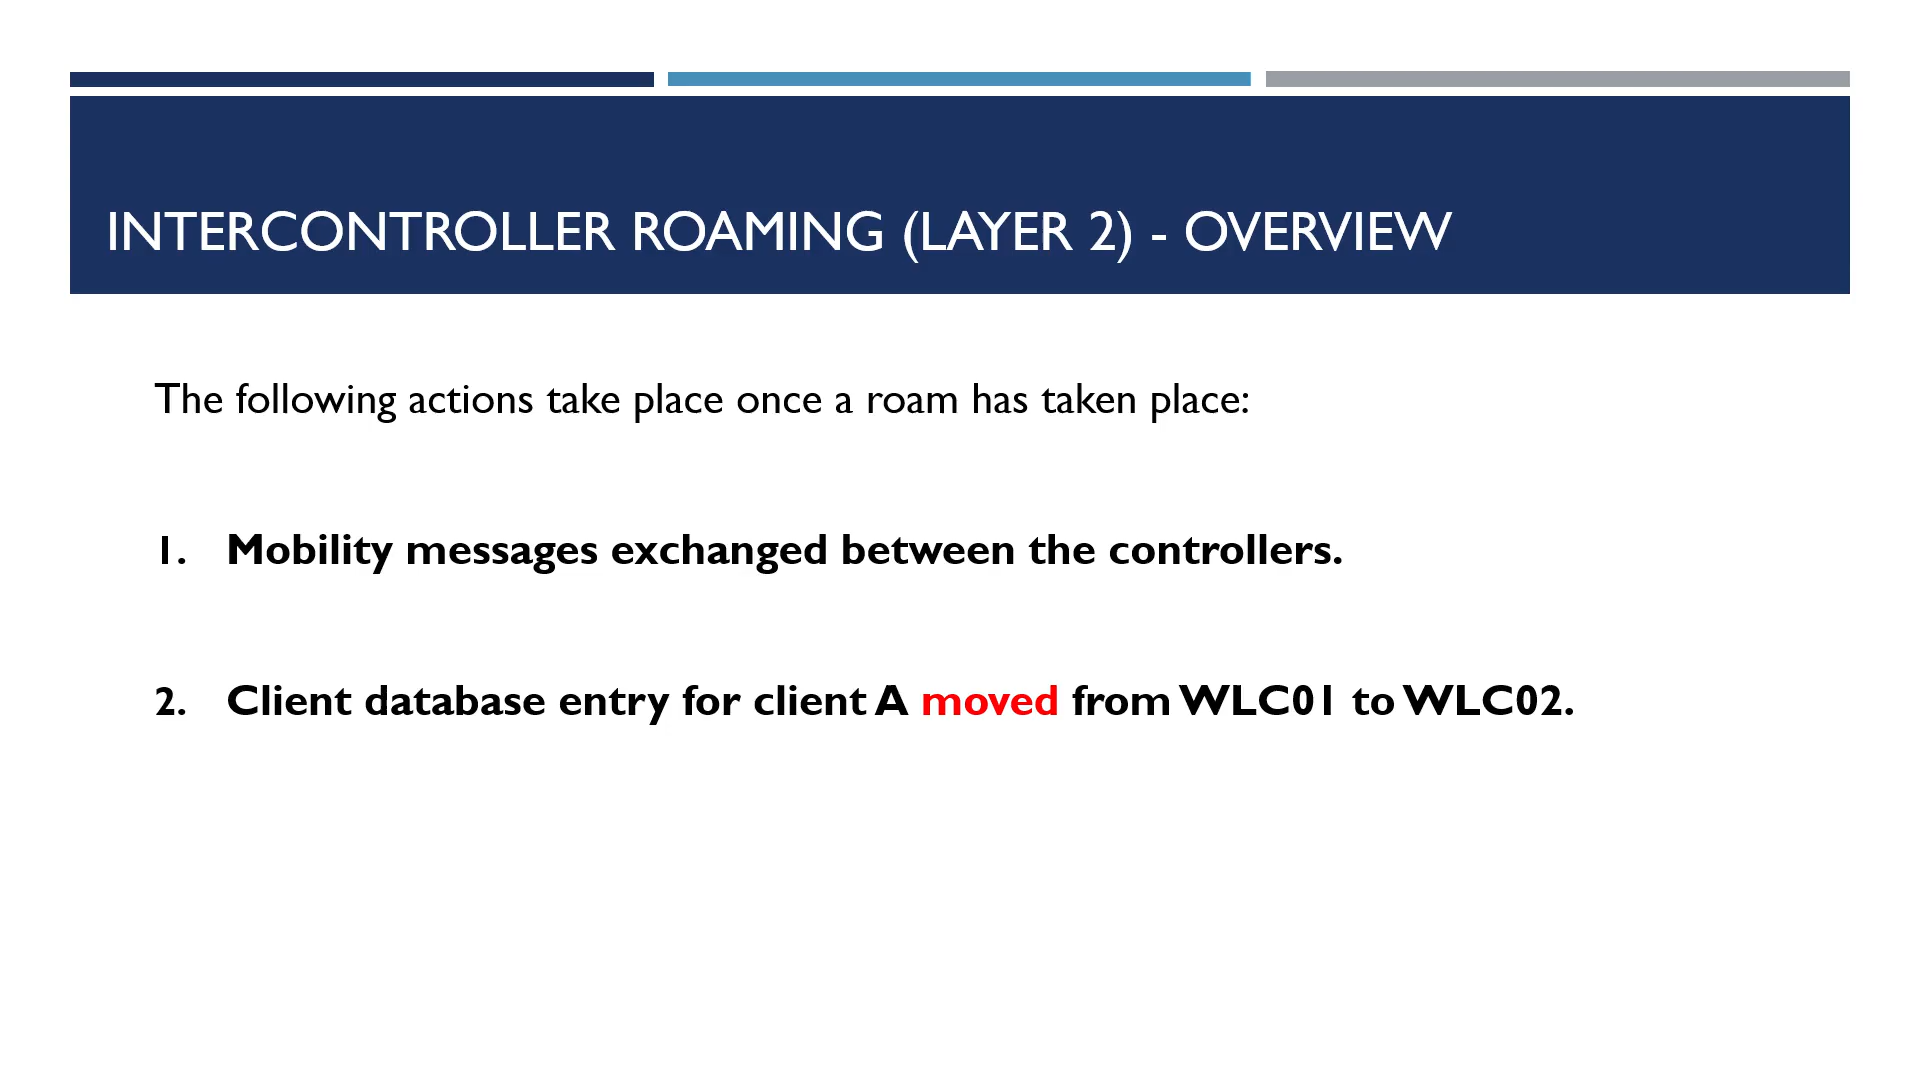 INTERCONTROLLER ROAMING (LAYER 2) - OVERVIEW
The following actions take place once a roam has taken place:
1. Mobility messages exchanged between the controllers.
2. Client database entry for client A moved from WLC01 to WLC02.